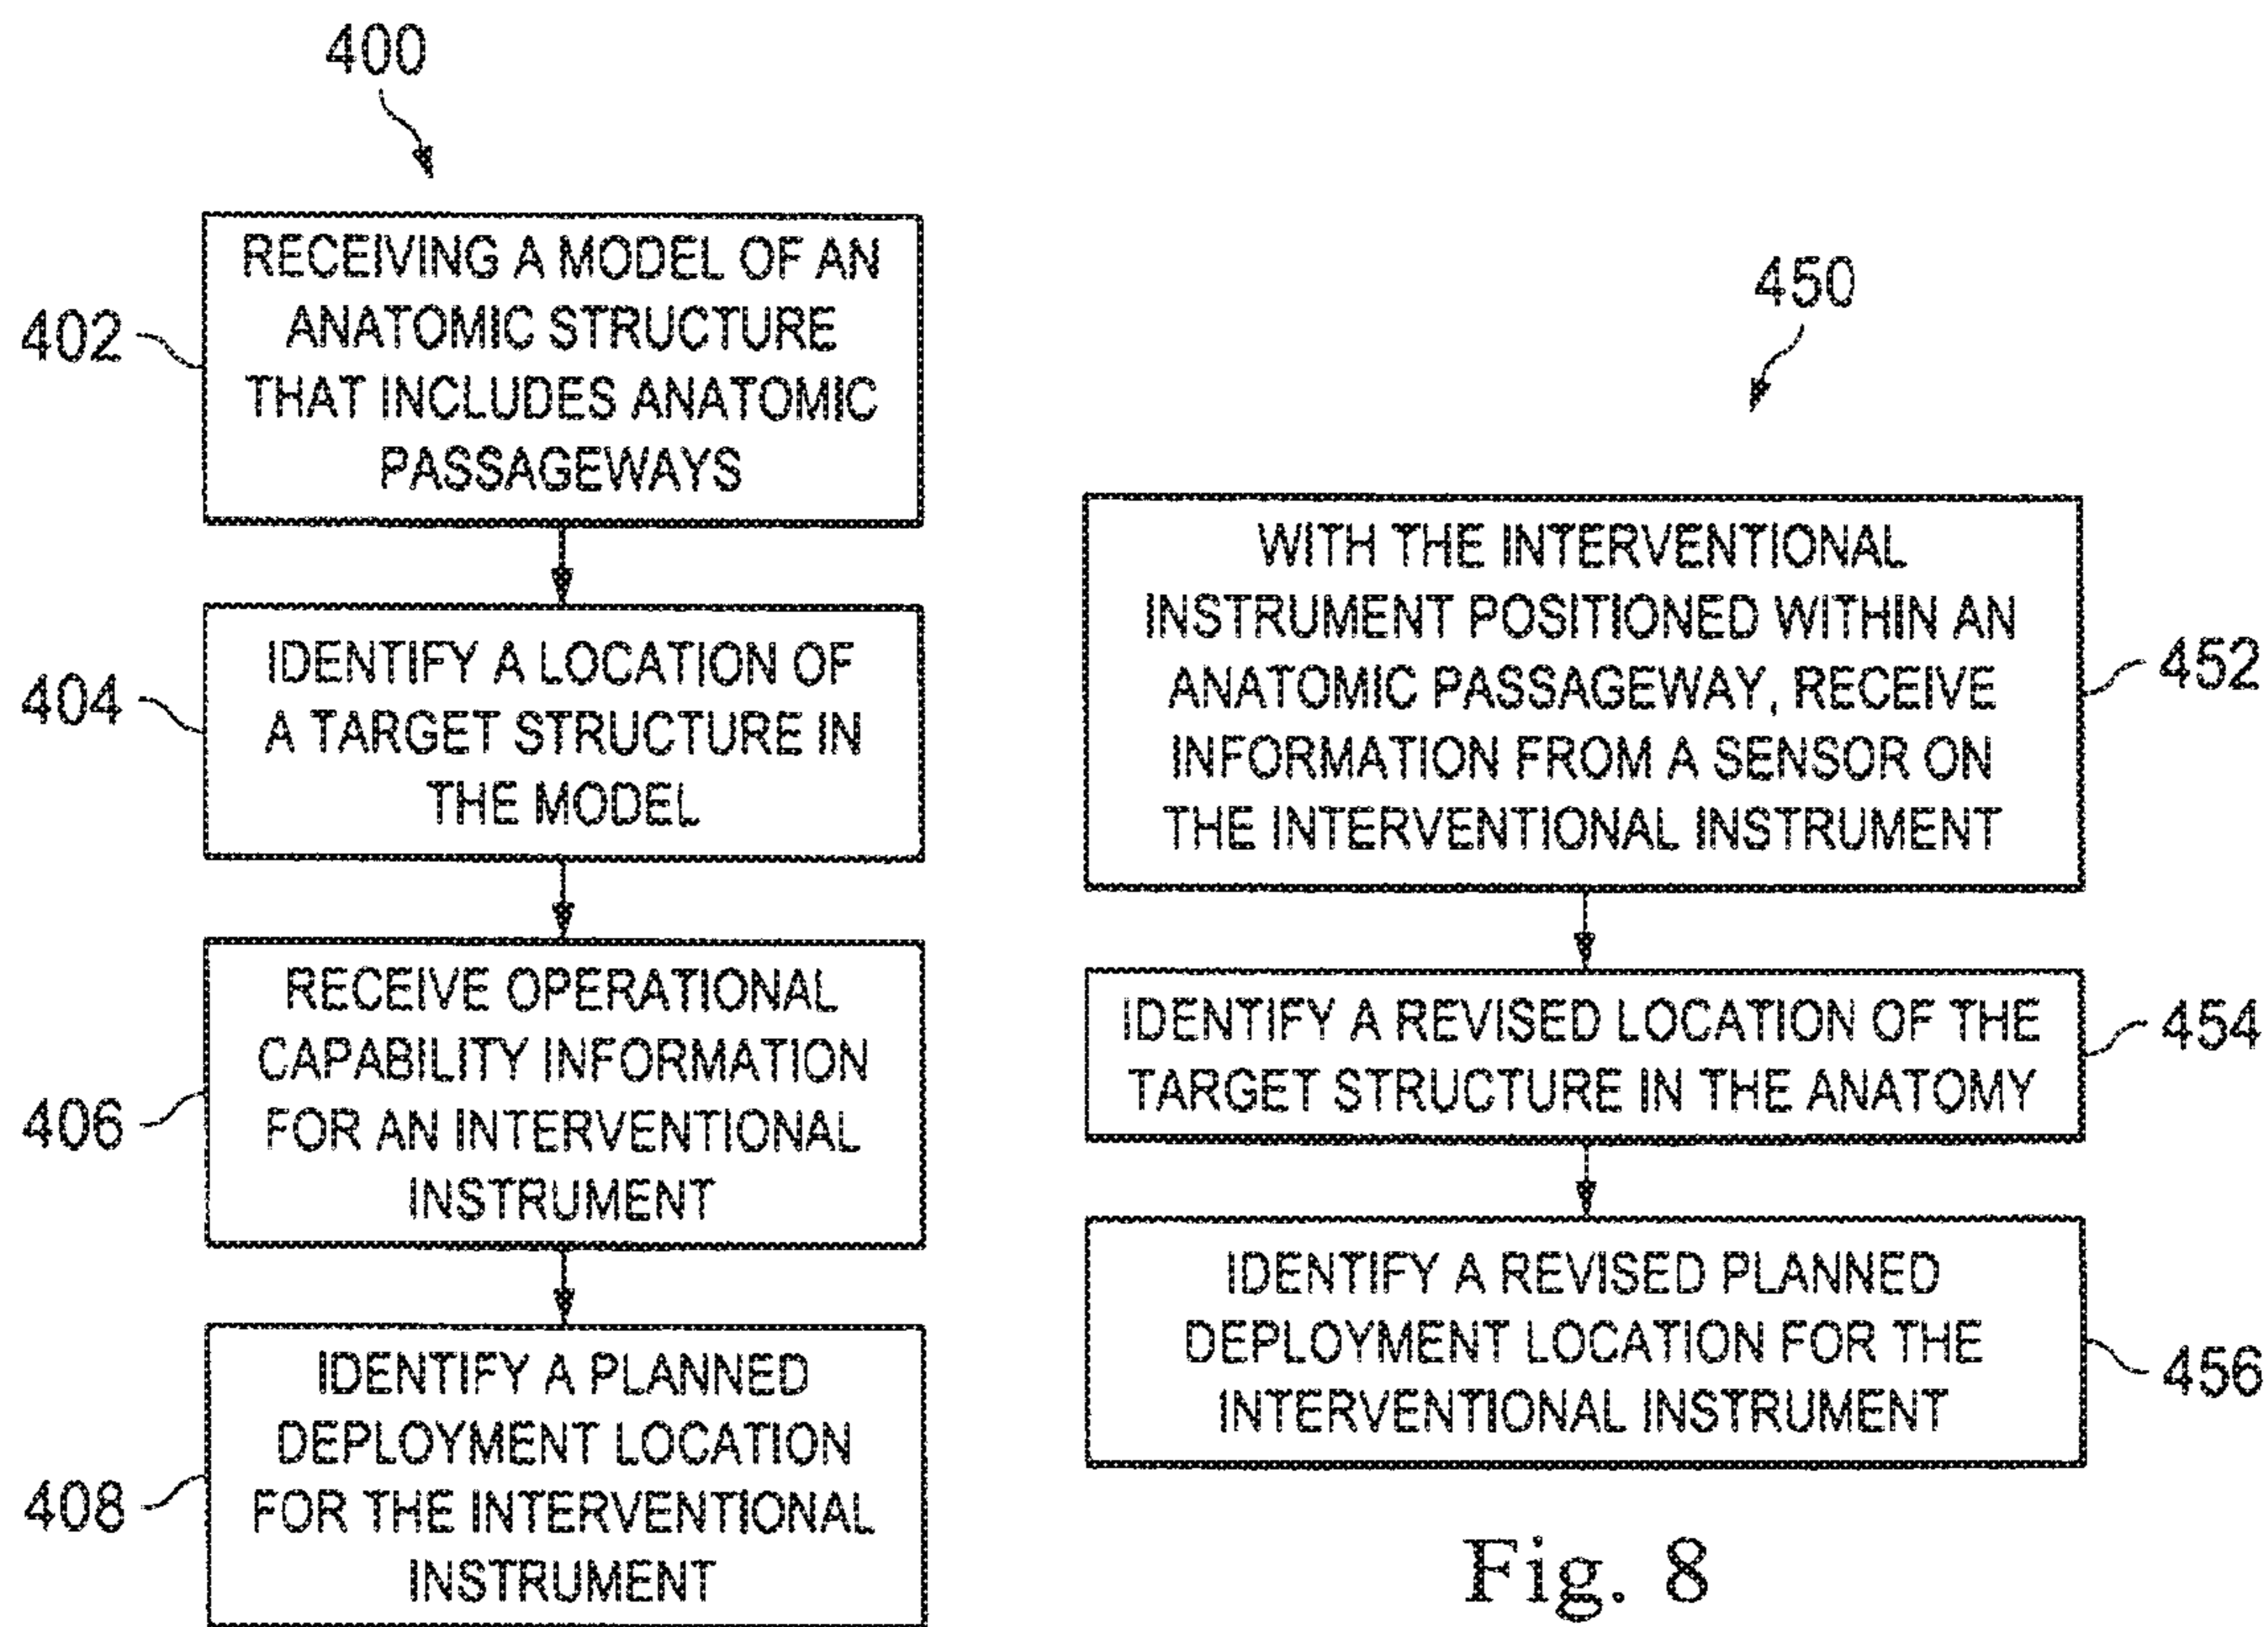 400
RECEIVING A MODEL OF AN
ANATOMIC STRUCTURE
THAT INCLUDES ANATOMIC
PASSAGEWAYS
402
IDENTIFY A LOCATION OF
A TARGET STRUCTURE IN
THE MODEL
404
RECEIVE OPERATIONAL
CAPABILITY INFORMATION
FOR AN INTERVENTIONAL
INSTRUMENT
406
IDENTIFY A PLANNED
DEPLOYMENT LOCATION
FOR THE INTERVENTIONAL
INSTRUMENT
408
450
WITH THE INTERVENTIONAL
INSTRUMENT POSITIONED WITHIN AN
ANATOMIC PASSAGEWAY, RECEIVE
INFORMATION FROM A SENSOR ON
THE INTERVENTIONAL INSTRUMENT
452
IDENTIFY A REVISED LOCATION OF THE
TARGET STRUCTURE IN THE ANATOMY
454
IDENTIFY A REVISED PLANNED
DEPLOYMENT LOCATION FOR THE
INTERVENTIONAL INSTRUMENT
456
Fig. 8